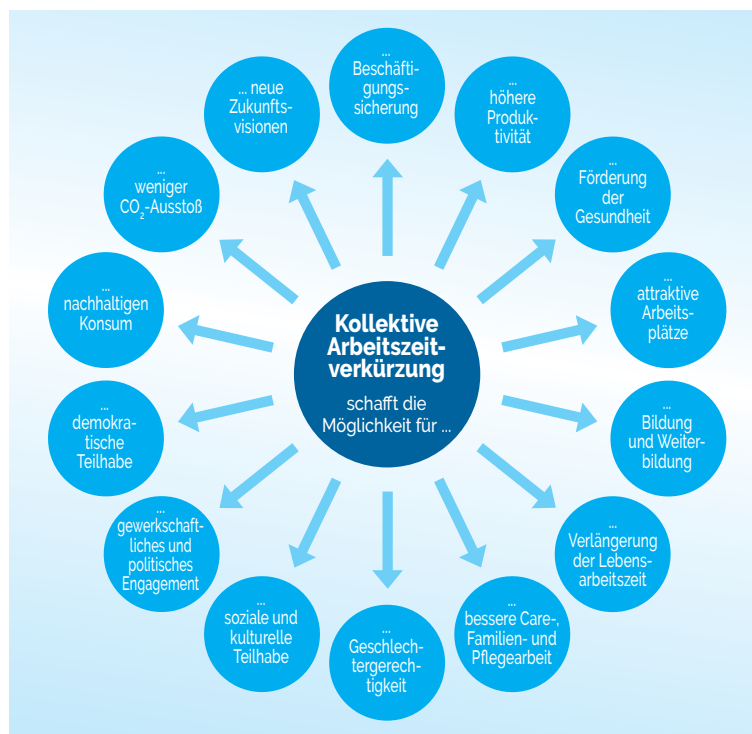 Kollektive
Arbeitszeit-
verkürzung
schafft die
Möglichkeit für ...
...
Beschäfti-
gungs-
sicherung
...
höhere
Produk-
tivität
...
Förderung
der
Gesundheit
...
attraktive
Arbeits-
plätze
...
Bildung
und Weiter-
bildung
...
Verlängerung
der Lebens-
arbeitszeit
...
bessere Care-,
Familien- und
Pflegearbeit
...
Geschlech-
tergerech-
tigkeit
...
soziale und
kulturelle
Teilhabe
...
gewerkschaft-
liches und
politisches
Engagement
...
demokra-
tische
Teilhabe
...
nachhaltigen
Konsum
...
weniger
CO₂-Ausstoß
... neue
Zukunfts-
visionen